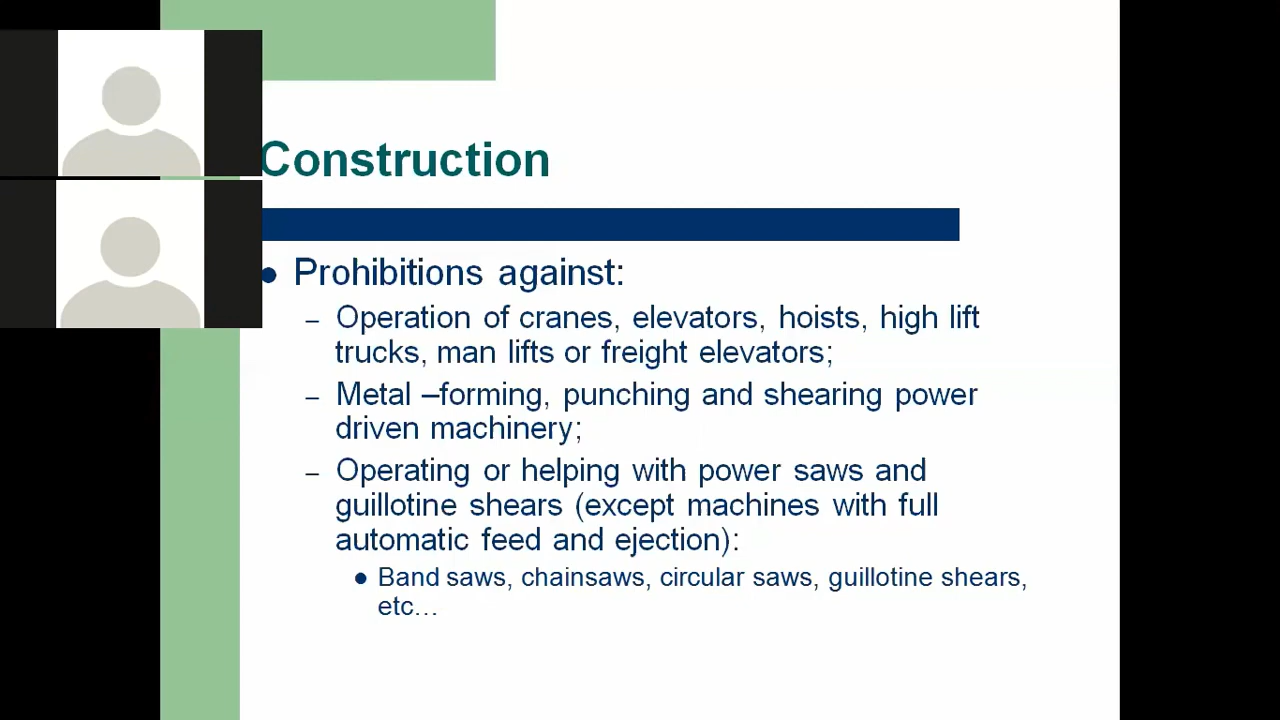 Construction
● Prohibitions against:
– Operation of cranes, elevators, hoists, high lift
trucks, man lifts or freight elevators;
– Metal –forming, punching and shearing power
driven machinery;
– Operating or helping with power saws and
guillotine shears (except machines with full
automatic feed and ejection):
● Band saws, chainsaws, circular saws, guillotine shears,
etc…